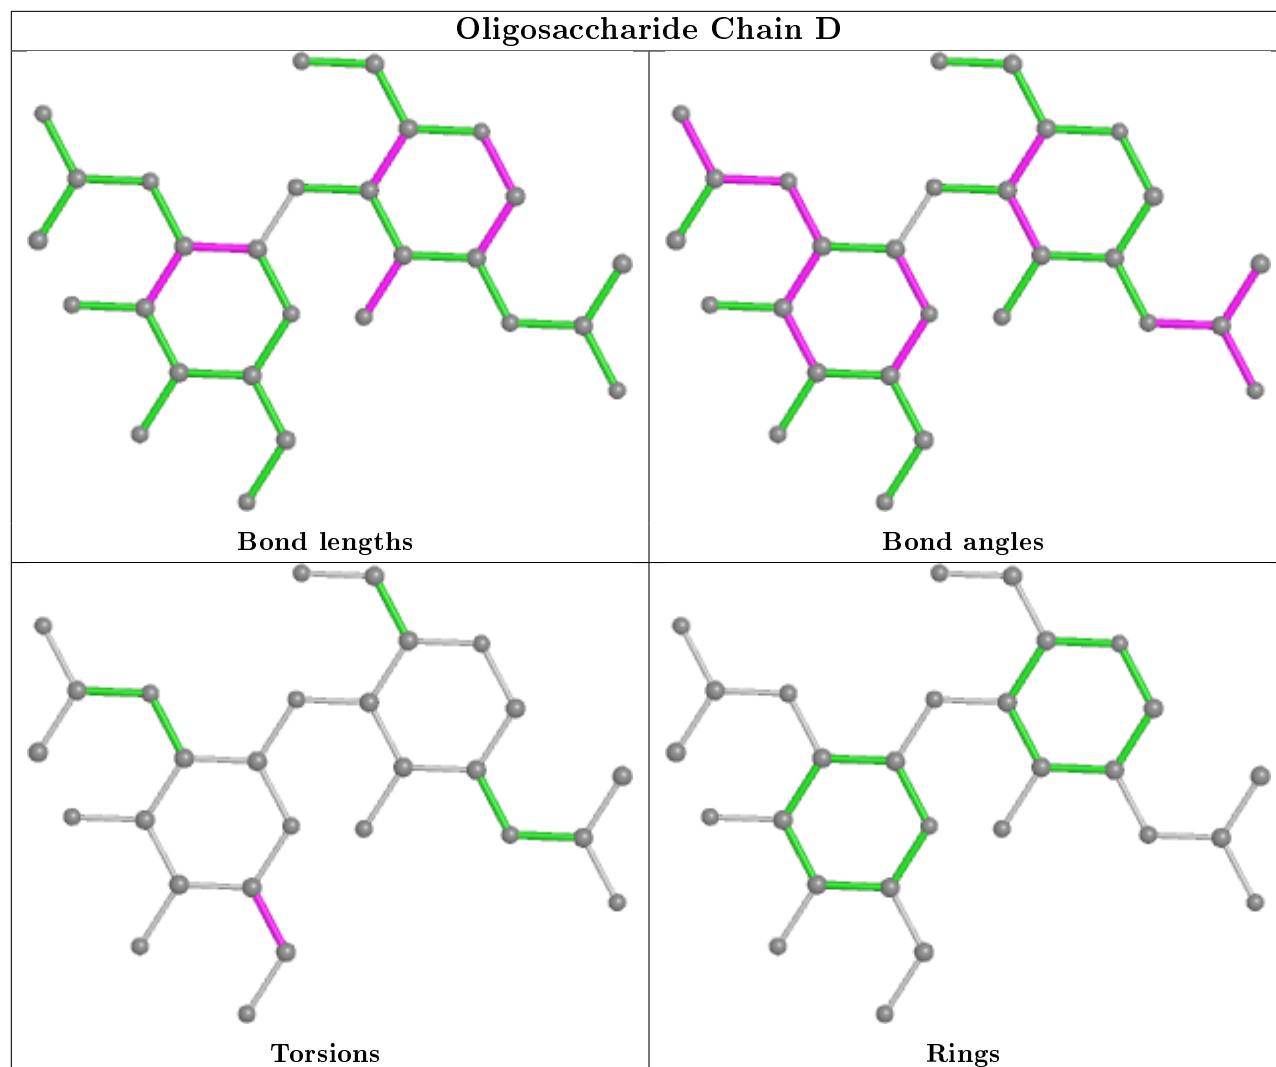 Oligosaccharide Chain D
Bond lengths
Bond angles
Torsions
Rings